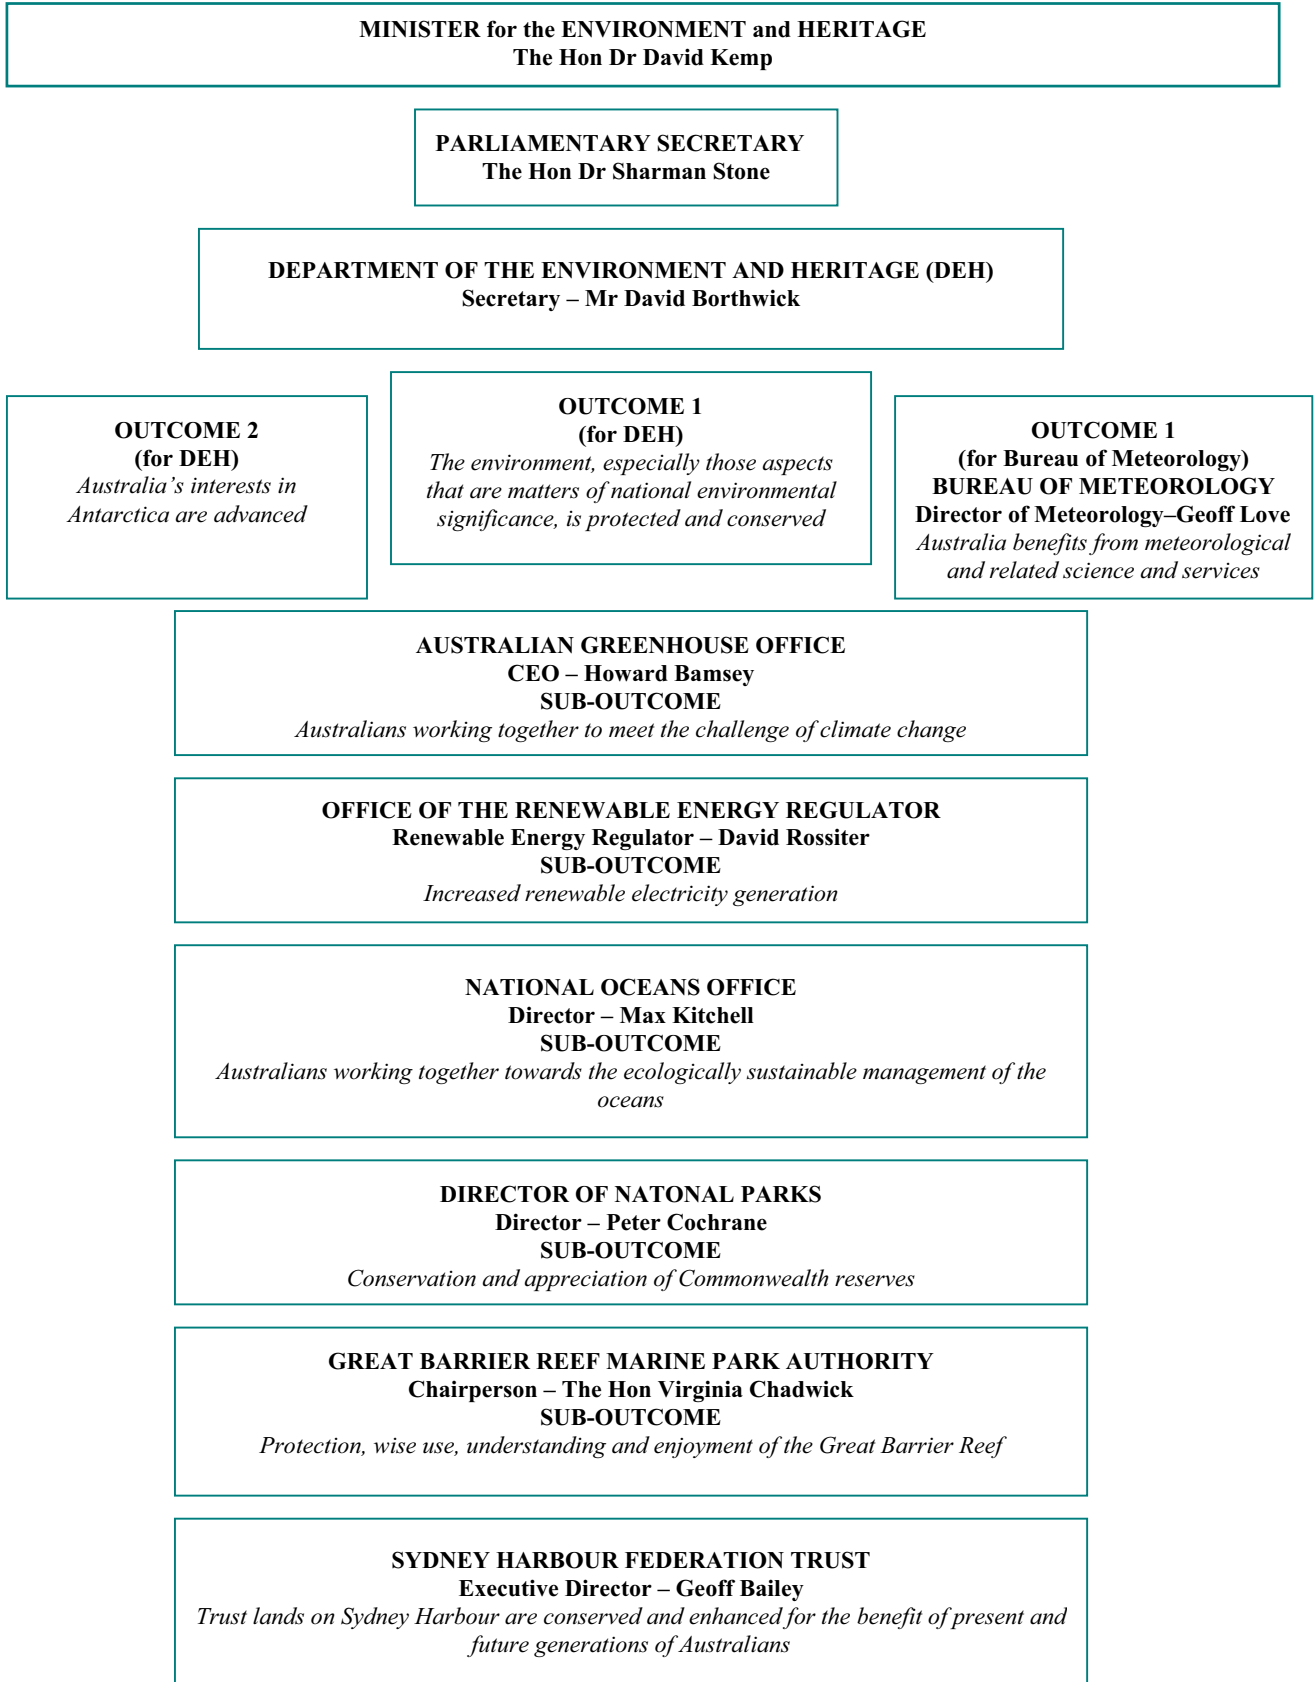 MINISTER for the ENVIRONMENT and HERITAGE
The Hon Dr David Kemp
PARLIAMENTARY SECRETARY
The Hon Dr Sharman Stone
DEPARTMENT OF THE ENVIRONMENT AND HERITAGE (DEH)
Secretary – Mr David Borthwick
OUTCOME 2
(for DEH)
Australia’s interests in
Antarctica are advanced
OUTCOME 1
(for DEH)
The environment, especially those aspects
that are matters of national environmental
significance, is protected and conserved
OUTCOME 1
(for Bureau of Meteorology)
BUREAU OF METEOROLOGY
Director of Meteorology–Geoff Love
Australia benefits from meteorological
and related science and services
AUSTRALIAN GREENHOUSE OFFICE
CEO – Howard Bamsey
SUB-OUTCOME
Australians working together to meet the challenge of climate change
OFFICE OF THE RENEWABLE ENERGY REGULATOR
Renewable Energy Regulator – David Rossiter
SUB-OUTCOME
Increased renewable electricity generation
NATIONAL OCEANS OFFICE
Director – Max Kitchell
SUB-OUTCOME
Australians working together towards the ecologically sustainable management of the
oceans
DIRECTOR OF NATONAL PARKS
Director – Peter Cochrane
SUB-OUTCOME
Conservation and appreciation of Commonwealth reserves
GREAT BARRIER REEF MARINE PARK AUTHORITY
Chairperson – The Hon Virginia Chadwick
SUB-OUTCOME
Protection, wise use, understanding and enjoyment of the Great Barrier Reef
SYDNEY HARBOUR FEDERATION TRUST
Executive Director – Geoff Bailey
Trust lands on Sydney Harbour are conserved and enhanced for the benefit of present and
future generations of Australians